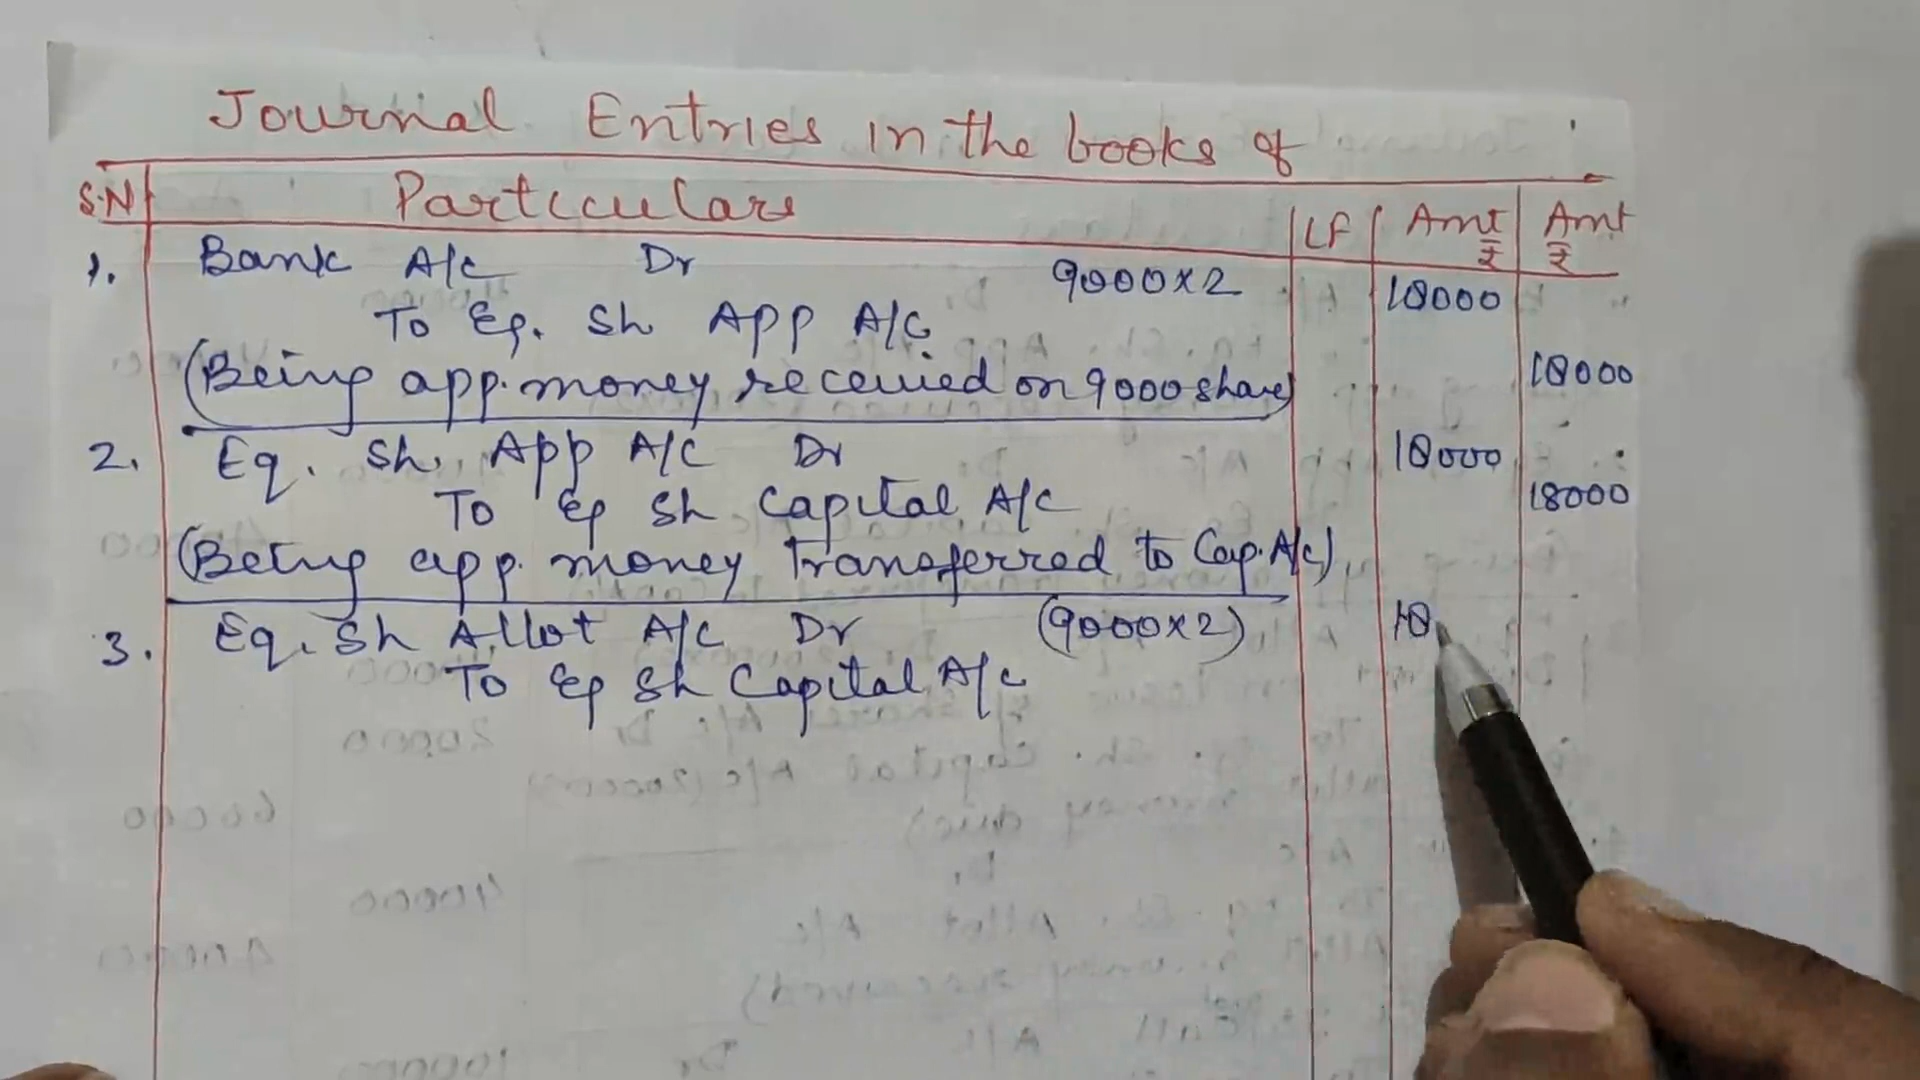 Journal Entries in the books of
S.N Particulars LF Amt ₹ Amt ₹
1. Bank A/c Dr 9000×2 18000
To Eq. Sh App A/c. 18000
(Being app. money received on 9000 share)
2. Eq. Sh. App A/c Dr 18000
To Eq Sh Capital A/c 18000
(Being app. money Transferred to Cap. A/c)
3. Eq. Sh Allot A/c Dr (9000×2) 18
To Eq Sh Capital A/c